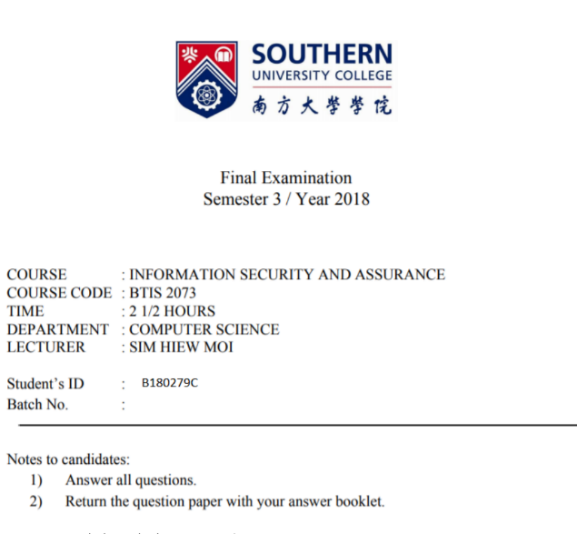 SOUTHERN
UNIVERSITY COLLEGE
南方大學學院
Final Examination
Semester 3 / Year 2018
COURSE : INFORMATION SECURITY AND ASSURANCE
COURSE CODE : BTIS 2073
TIME : 2 1/2 HOURS
DEPARTMENT : COMPUTER SCIENCE
LECTURER : SIM HIEW MOI
Student's ID : B180279C
Batch No. :
Notes to candidates:
1) Answer all questions.
2) Return the question paper with your answer booklet.